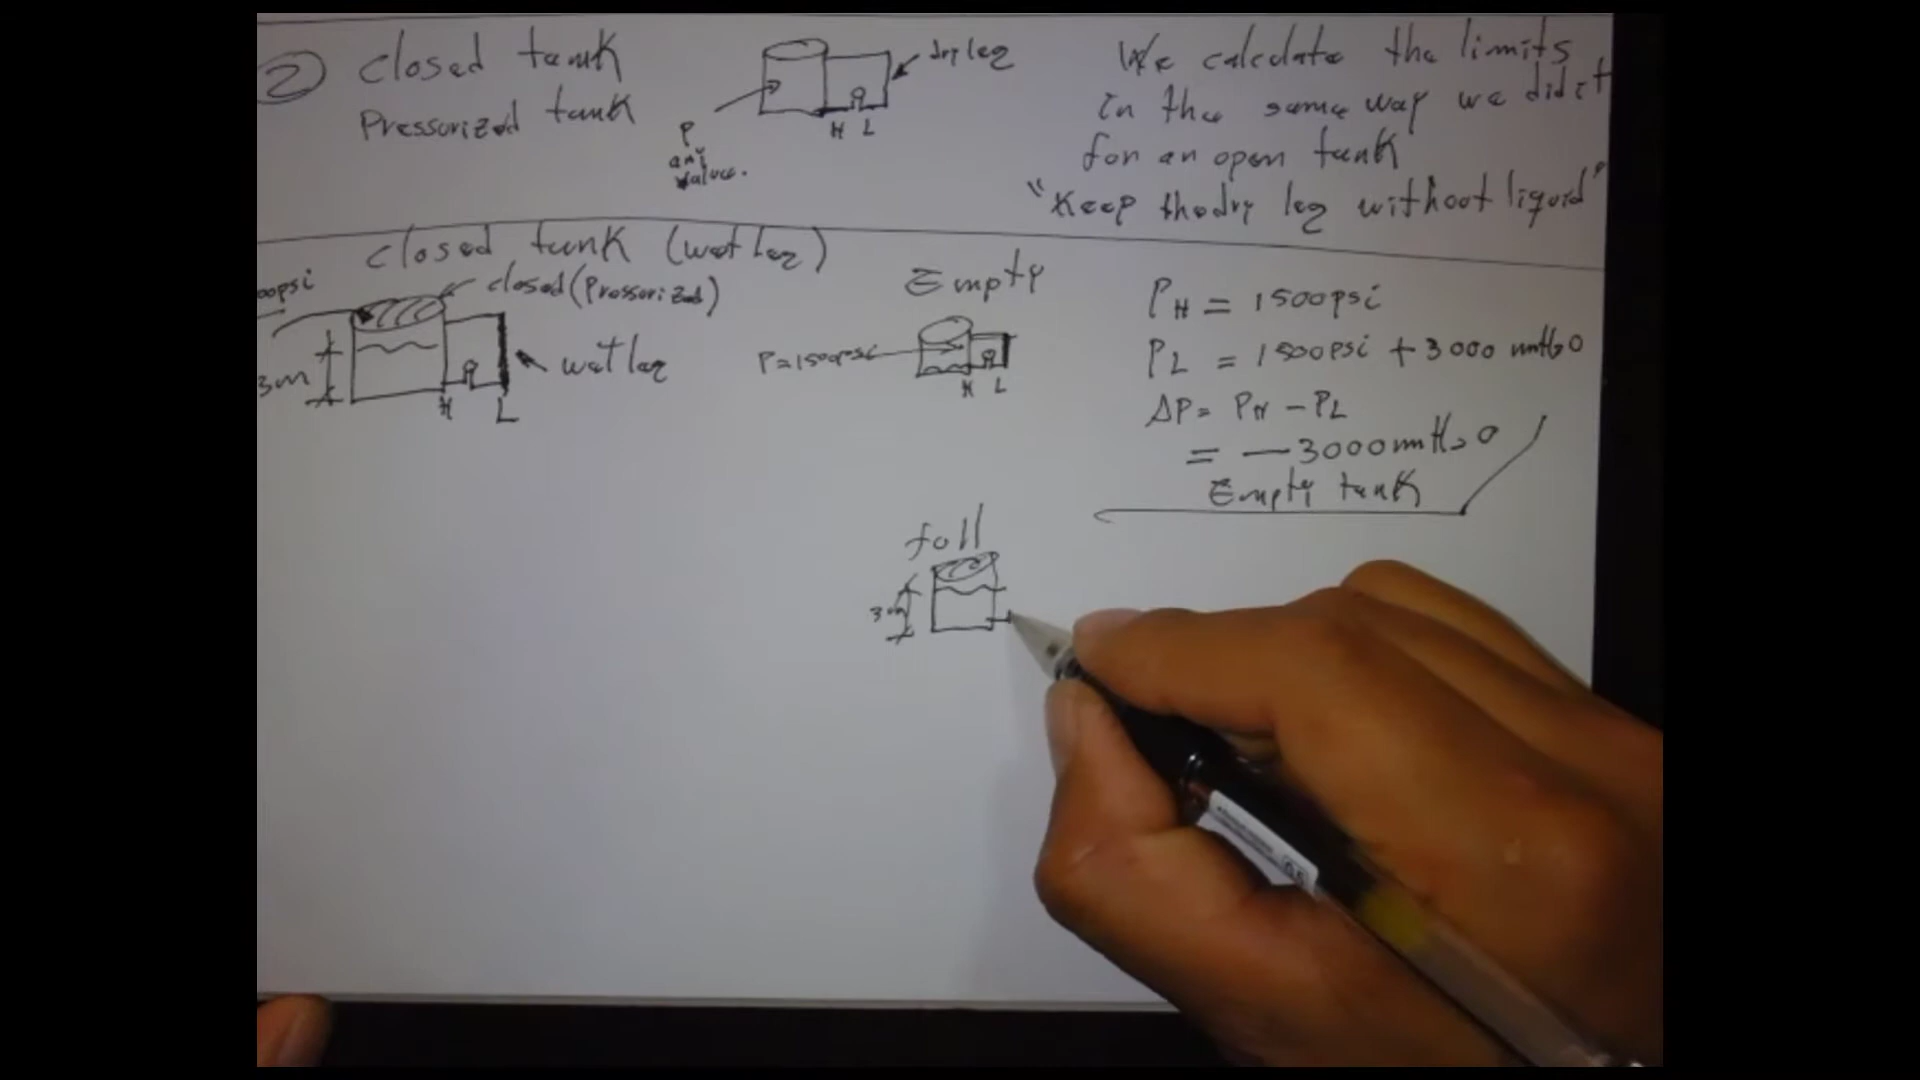 2 closed tank
Pressorized tank
P
any
value.
H L
dry leg
We calculate the limits
in the same way we did it
for an open tank
"Keep the dry leg without liquid"
closed tank (wet leg)
closed (Pressorized)
3m
H L
wet leg
Empty
P=1500psi
H L
PH = 1500psi
PL = 1500psi + 3000 mmH2O
ΔP= PH - PL
= -3000mmH2O
Empty tank
full
3m